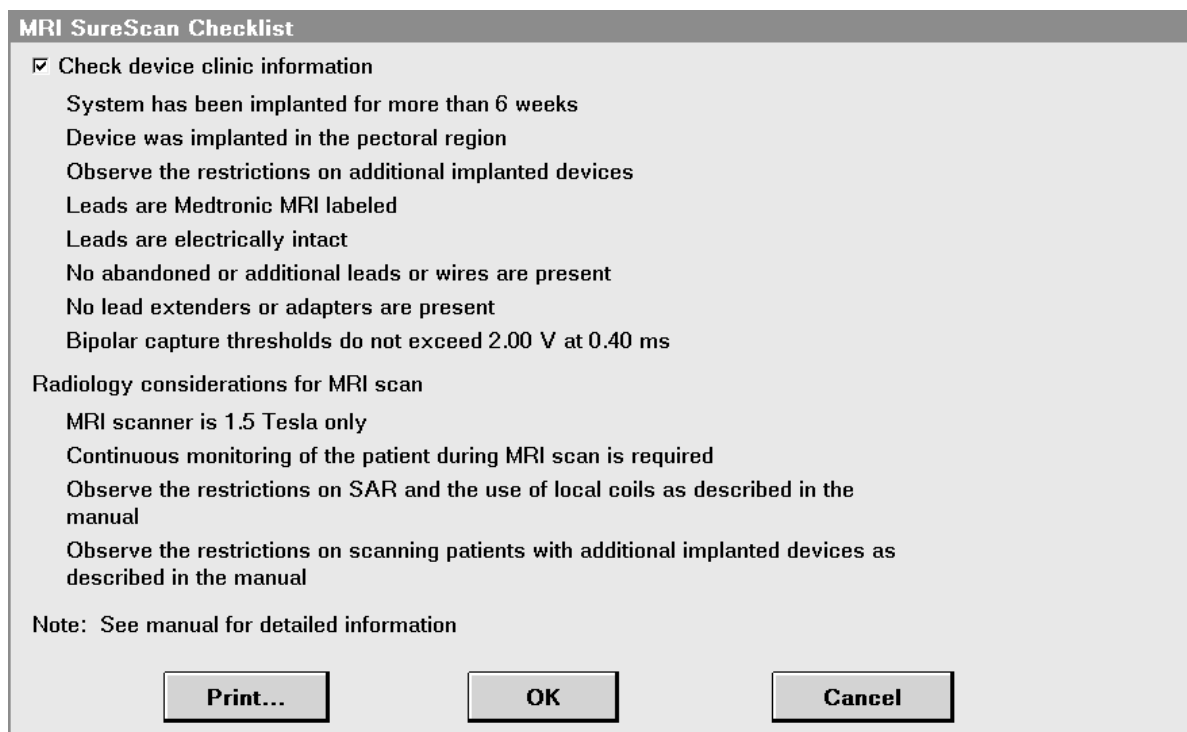 MRI SureScan Checklist
Check device clinic information
System has been implanted for more than 6 weeks
Device was implanted in the pectoral region
Observe the restrictions on additional implanted devices
Leads are Medtronic MRI labeled
Leads are electrically intact
No abandoned or additional leads or wires are present
No lead extenders or adapters are present
Bipolar capture thresholds do not exceed 2.00 V at 0.40 ms
Radiology considerations for MRI scan
MRI scanner is 1.5 Tesla only
Continuous monitoring of the patient during MRI scan is required
Observe the restrictions on SAR and the use of local coils as described in the
manual
Observe the restrictions on scanning patients with additional implanted devices as
described in the manual
Note: See manual for detailed information
Print... OK Cancel